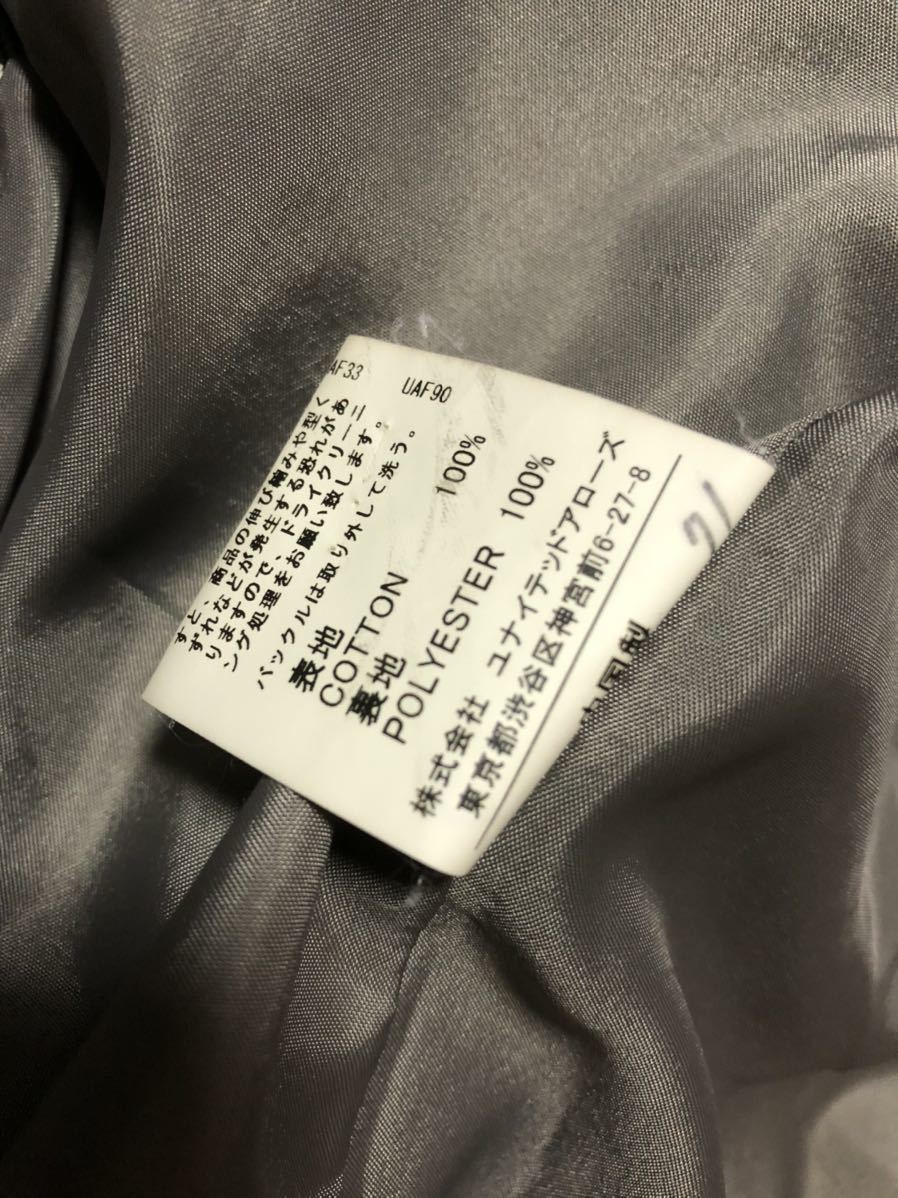 AF33 UAF90
と、商品の伸び縮みや型く
ずれなどが発生する恐れがあ
りますので、ドライクリーニ
ング処理をお願い致します。
バックルは取り外して洗う。
表地
COTTON 100%
裏地
POLYESTER 100%
株式会社 ユナイテッドアローズ
東京都渋谷区神宮前6-27-8
中国製